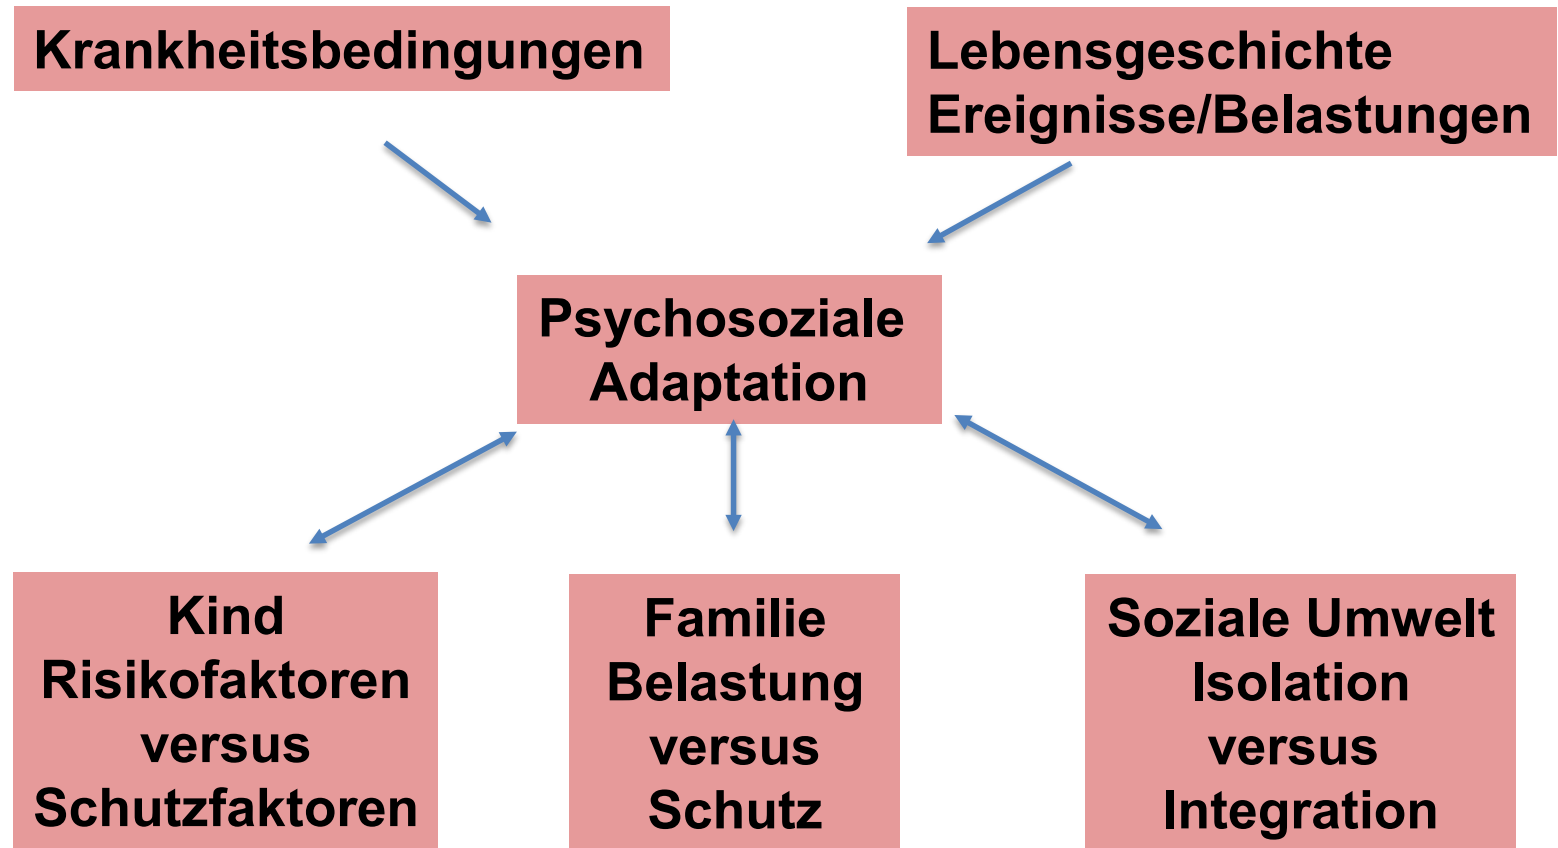 Krankheitsbedingungen
Lebensgeschichte
Ereignisse/Belastungen
Psychosoziale
Adaptation
Kind
Risikofaktoren
versus
Schutzfaktoren
Familie
Belastung
versus
Schutz
Soziale Umwelt
Isolation
versus
Integration